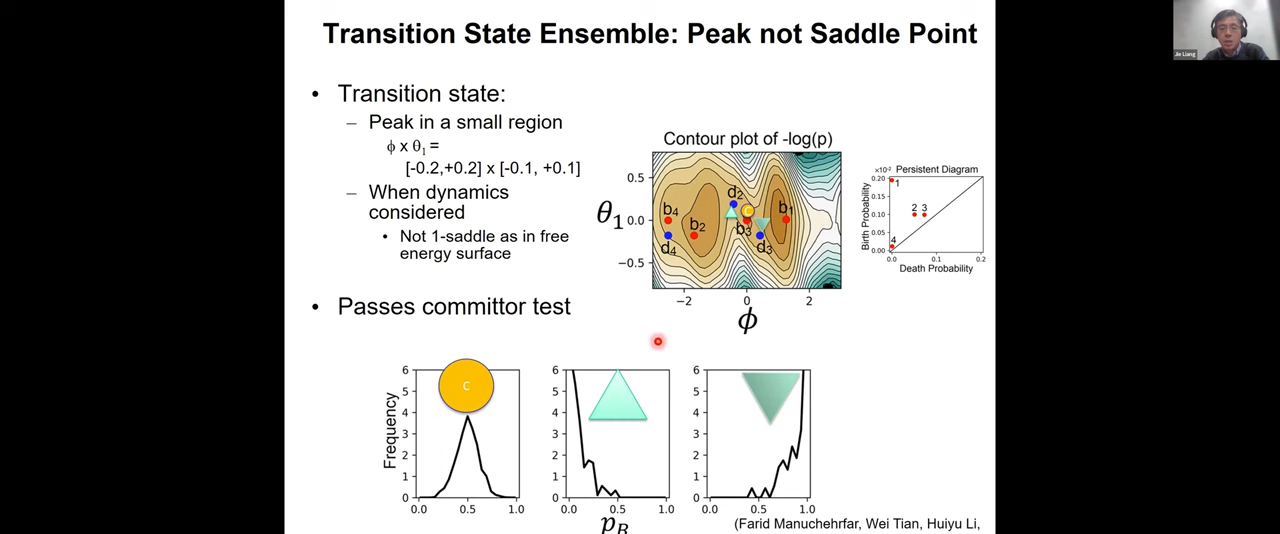 Transition State Ensemble: Peak not Saddle Point
Jie Liang
• Transition state:
– Peak in a small region
ϕ x θ₁ =
[-0.2,+0.2] x [-0.1, +0.1]
– When dynamics
considered
• Not 1-saddle as in free
energy surface
• Passes committor test
Contour plot of -log(p)
θ₁
0.5
0.0
−0.5
d₂
b₄
b₂
b₃
b₁
d₄
d₃
−2
0
2
ϕ
×10⁻²
Persistent Diagram
Birth Probability
0.20
0.15
0.10
0.05
0.00
1
2
3
4
0.0
0.1
0.2
Death Probability
Frequency
6
5
4
3
2
1
0
C
0.0
0.5
1.0
6
5
4
3
2
1
0
0.0
0.5
1.0
p_B
6
5
4
3
2
1
0
0.0
0.5
1.0
(Farid Manuchehrfar, Wei Tian, Huiyu Li,